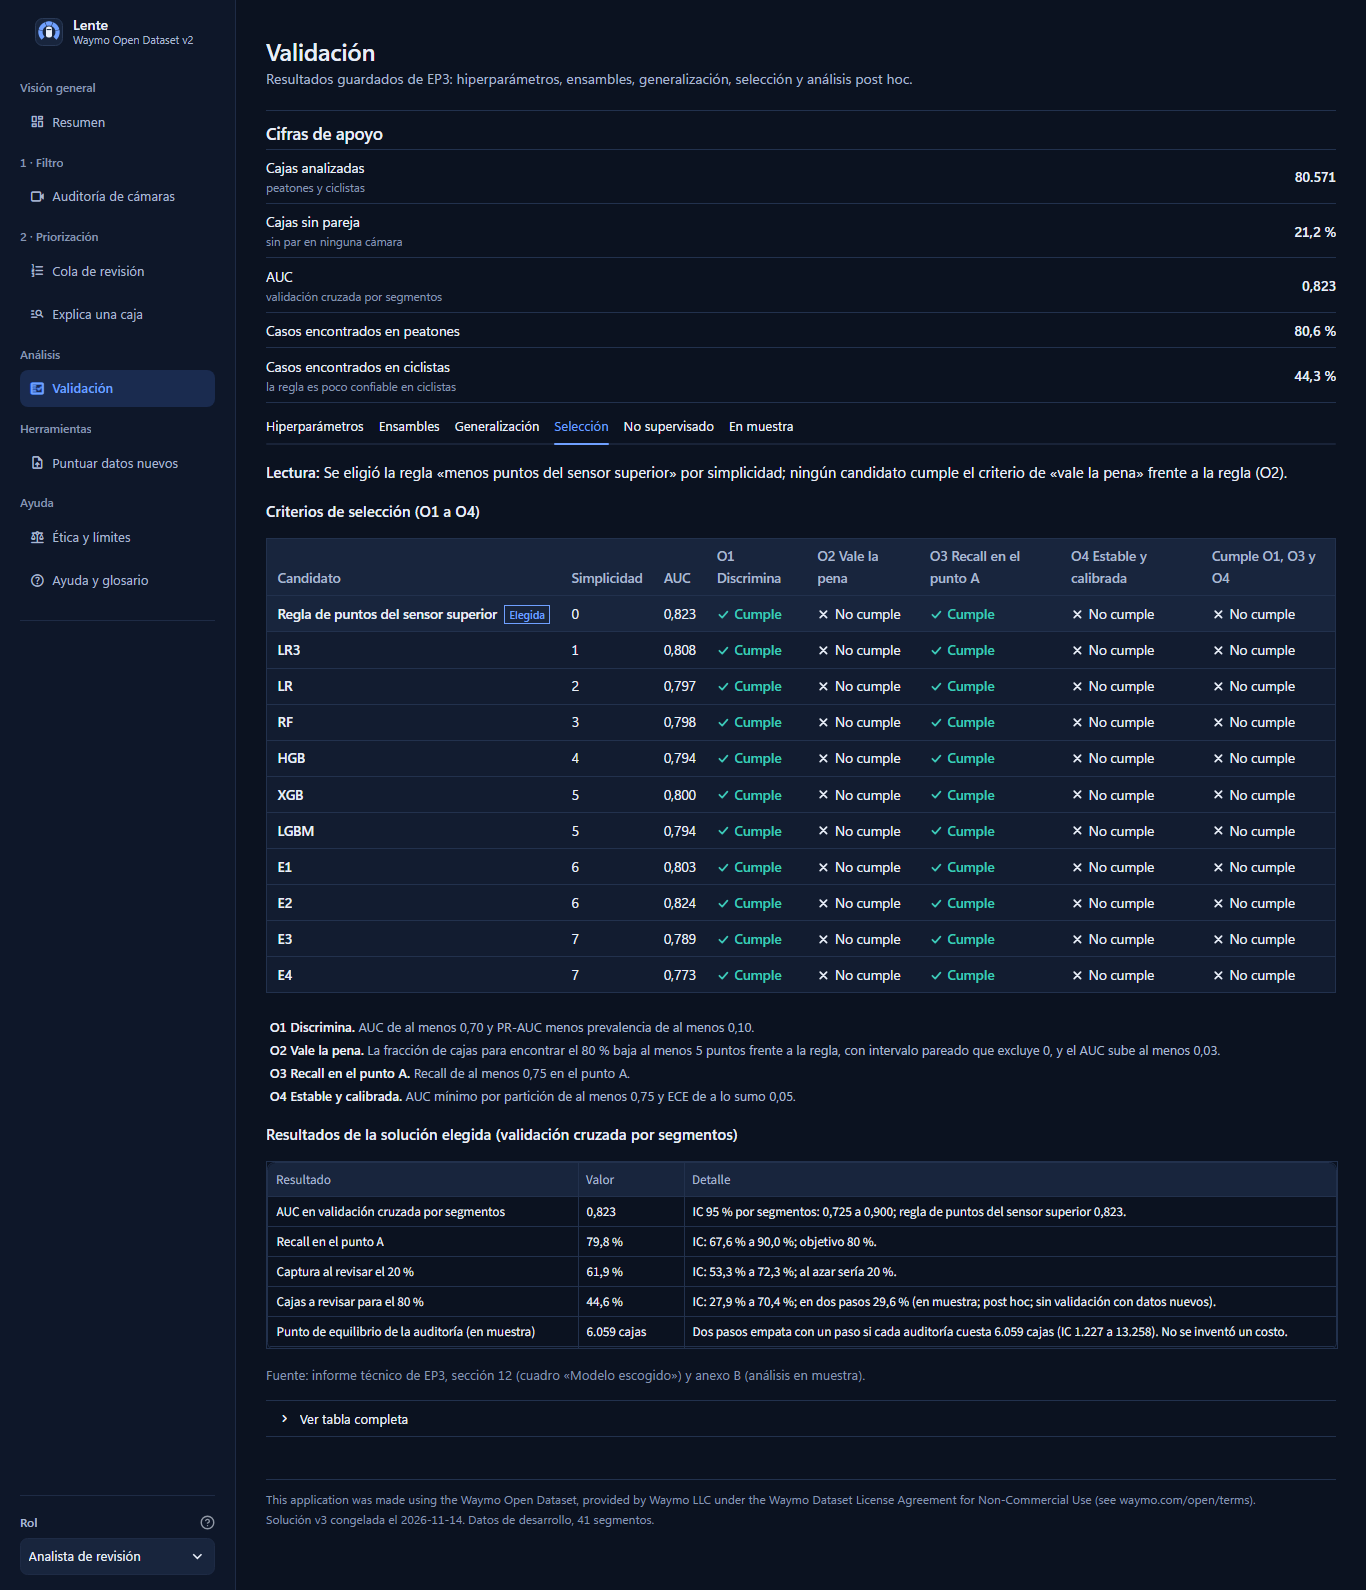 Lente
Waymo Open Dataset v2
Visión general
Resumen
1 · Filtro
Auditoría de cámaras
2 · Priorización
Cola de revisión
Explica una caja
Análisis
Validación
Herramientas
Puntuar datos nuevos
Ayuda
Ética y límites
Ayuda y glosario
Rol
Analista de revisión
Validación
Resultados guardados de EP3: hiperparámetros, ensambles, generalización, selección y análisis post hoc.
Cifras de apoyo
Cajas analizadas
peatones y ciclistas
80.571
Cajas sin pareja
sin par en ninguna cámara
21,2 %
AUC
validación cruzada por segmentos
0,823
Casos encontrados en peatones
80,6 %
Casos encontrados en ciclistas
la regla es poco confiable en ciclistas
44,3 %
Hiperparámetros Ensambles Generalización Selección No supervisado En muestra
Lectura: Se eligió la regla «menos puntos del sensor superior» por simplicidad; ningún candidato cumple el criterio de «vale la pena» frente a la regla (O2).
Criterios de selección (O1 a O4)
Candidato Simplicidad AUC O1 Discrimina O2 Vale la pena O3 Recall en el punto A O4 Estable y calibrada Cumple O1, O3 y O4
Regla de puntos del sensor superior Elegida 0 0,823 Cumple No cumple Cumple No cumple No cumple
LR3 1 0,808 Cumple No cumple Cumple No cumple No cumple
LR 2 0,797 Cumple No cumple Cumple No cumple No cumple
RF 3 0,798 Cumple No cumple Cumple No cumple No cumple
HGB 4 0,794 Cumple No cumple Cumple No cumple No cumple
XGB 5 0,800 Cumple No cumple Cumple No cumple No cumple
LGBM 5 0,794 Cumple No cumple Cumple No cumple No cumple
E1 6 0,803 Cumple No cumple Cumple No cumple No cumple
E2 6 0,824 Cumple No cumple Cumple No cumple No cumple
E3 7 0,789 Cumple No cumple Cumple No cumple No cumple
E4 7 0,773 Cumple No cumple Cumple No cumple No cumple
O1 Discrimina. AUC de al menos 0,70 y PR-AUC menos prevalencia de al menos 0,10.
O2 Vale la pena. La fracción de cajas para encontrar el 80 % baja al menos 5 puntos frente a la regla, con intervalo pareado que excluye 0, y el AUC sube al menos 0,03.
O3 Recall en el punto A. Recall de al menos 0,75 en el punto A.
O4 Estable y calibrada. AUC mínimo por partición de al menos 0,75 y ECE de a lo sumo 0,05.
Resultados de la solución elegida (validación cruzada por segmentos)
Resultado Valor Detalle
AUC en validación cruzada por segmentos 0,823 IC 95 % por segmentos: 0,725 a 0,900; regla de puntos del sensor superior 0,823.
Recall en el punto A 79,8 % IC: 67,6 % a 90,0 %; objetivo 80 %.
Captura al revisar el 20 % 61,9 % IC: 53,3 % a 72,3 %; al azar sería 20 %.
Cajas a revisar para el 80 % 44,6 % IC: 27,9 % a 70,4 %; en dos pasos 29,6 % (en muestra; post hoc; sin validación con datos nuevos).
Punto de equilibrio de la auditoría (en muestra) 6.059 cajas Dos pasos empata con un paso si cada auditoría cuesta 6.059 cajas (IC 1.227 a 13.258). No se inventó un costo.
Fuente: informe técnico de EP3, sección 12 (cuadro «Modelo escogido») y anexo B (análisis en muestra).
Ver tabla completa
This application was made using the Waymo Open Dataset, provided by Waymo LLC under the Waymo Dataset License Agreement for Non-Commercial Use (see waymo.com/open/terms).
Solución v3 congelada el 2026-11-14. Datos de desarrollo, 41 segmentos.